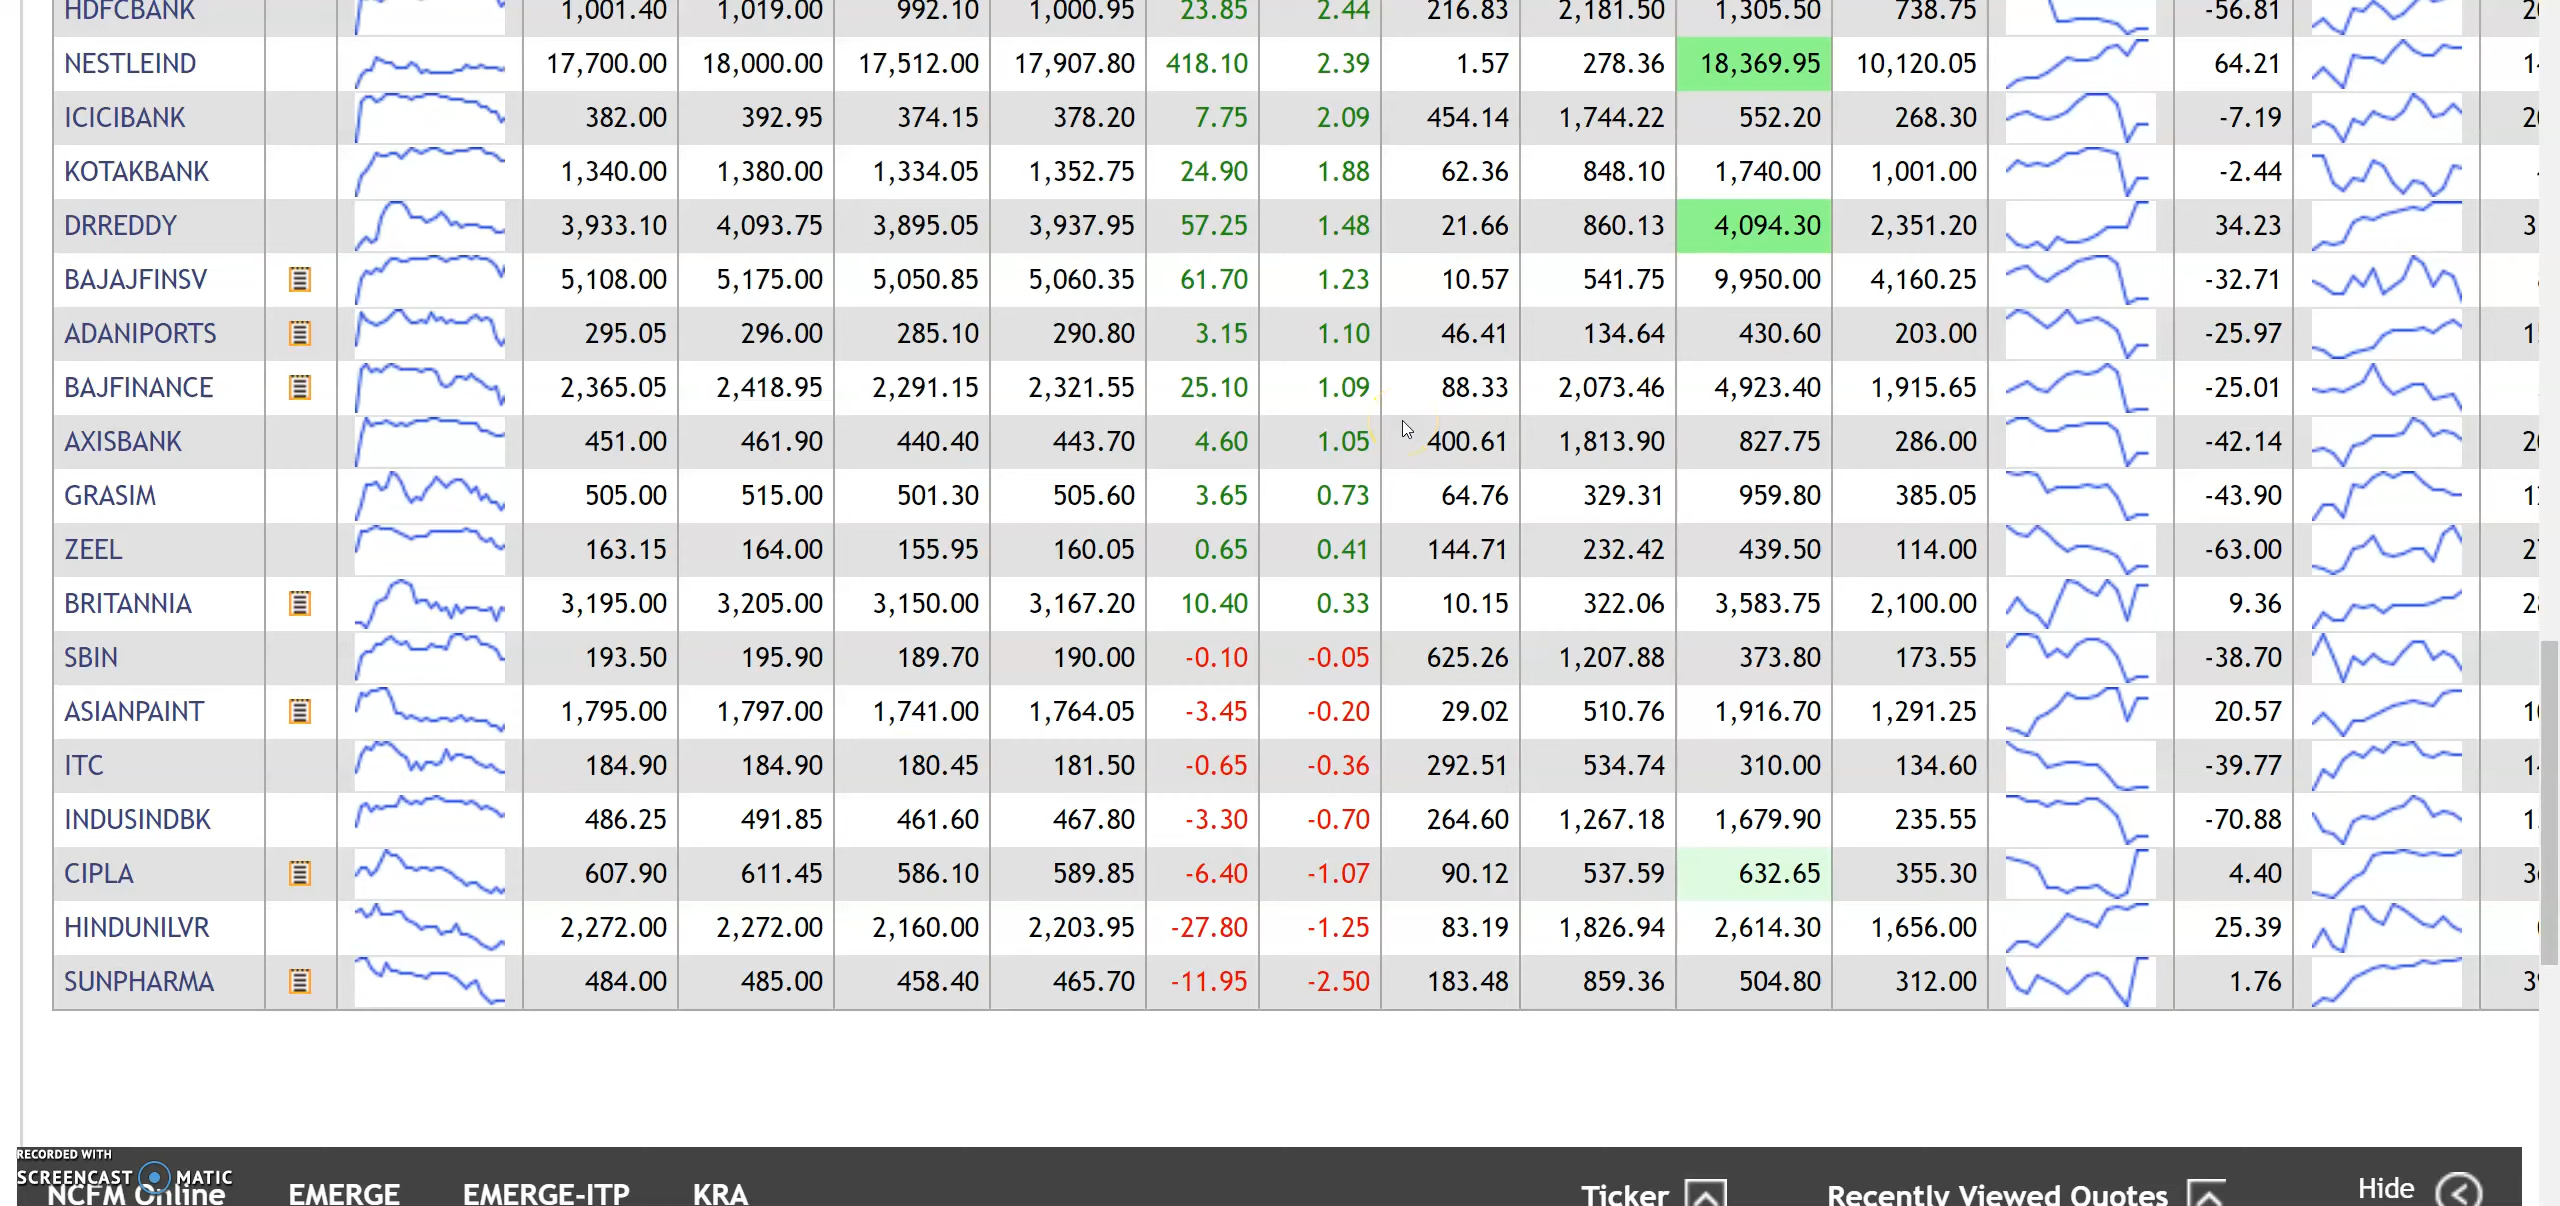 HDFCBANK 1,001.40 1,019.00 992.10 1,000.95 23.85 2.44 216.83 2,181.50 1,305.50 738.75 -56.81
NESTLEIND 17,700.00 18,000.00 17,512.00 17,907.80 418.10 2.39 1.57 278.36 18,369.95 10,120.05 64.21
ICICIBANK 382.00 392.95 374.15 378.20 7.75 2.09 454.14 1,744.22 552.20 268.30 -7.19
KOTAKBANK 1,340.00 1,380.00 1,334.05 1,352.75 24.90 1.88 62.36 848.10 1,740.00 1,001.00 -2.44
DRREDDY 3,933.10 4,093.75 3,895.05 3,937.95 57.25 1.48 21.66 860.13 4,094.30 2,351.20 34.23
BAJAJFINSV 5,108.00 5,175.00 5,050.85 5,060.35 61.70 1.23 10.57 541.75 9,950.00 4,160.25 -32.71
ADANIPORTS 295.05 296.00 285.10 290.80 3.15 1.10 46.41 134.64 430.60 203.00 -25.97
BAJFINANCE 2,365.05 2,418.95 2,291.15 2,321.55 25.10 1.09 88.33 2,073.46 4,923.40 1,915.65 -25.01
AXISBANK 451.00 461.90 440.40 443.70 4.60 1.05 400.61 1,813.90 827.75 286.00 -42.14
GRASIM 505.00 515.00 501.30 505.60 3.65 0.73 64.76 329.31 959.80 385.05 -43.90
ZEEL 163.15 164.00 155.95 160.05 0.65 0.41 144.71 232.42 439.50 114.00 -63.00
BRITANNIA 3,195.00 3,205.00 3,150.00 3,167.20 10.40 0.33 10.15 322.06 3,583.75 2,100.00 9.36
SBIN 193.50 195.90 189.70 190.00 -0.10 -0.05 625.26 1,207.88 373.80 173.55 -38.70
ASIANPAINT 1,795.00 1,797.00 1,741.00 1,764.05 -3.45 -0.20 29.02 510.76 1,916.70 1,291.25 20.57
ITC 184.90 184.90 180.45 181.50 -0.65 -0.36 292.51 534.74 310.00 134.60 -39.77
INDUSINDBK 486.25 491.85 461.60 467.80 -3.30 -0.70 264.60 1,267.18 1,679.90 235.55 -70.88
CIPLA 607.90 611.45 586.10 589.85 -6.40 -1.07 90.12 537.59 632.65 355.30 4.40
HINDUNILVR 2,272.00 2,272.00 2,160.00 2,203.95 -27.80 -1.25 83.19 1,826.94 2,614.30 1,656.00 25.39
SUNPHARMA 484.00 485.00 458.40 465.70 -11.95 -2.50 183.48 859.36 504.80 312.00 1.76
RECORDED WITH
SCREENCAST MATIC
NCFM Online EMERGE EMERGE-ITP KRA Ticker Recently Viewed Quotes Hide